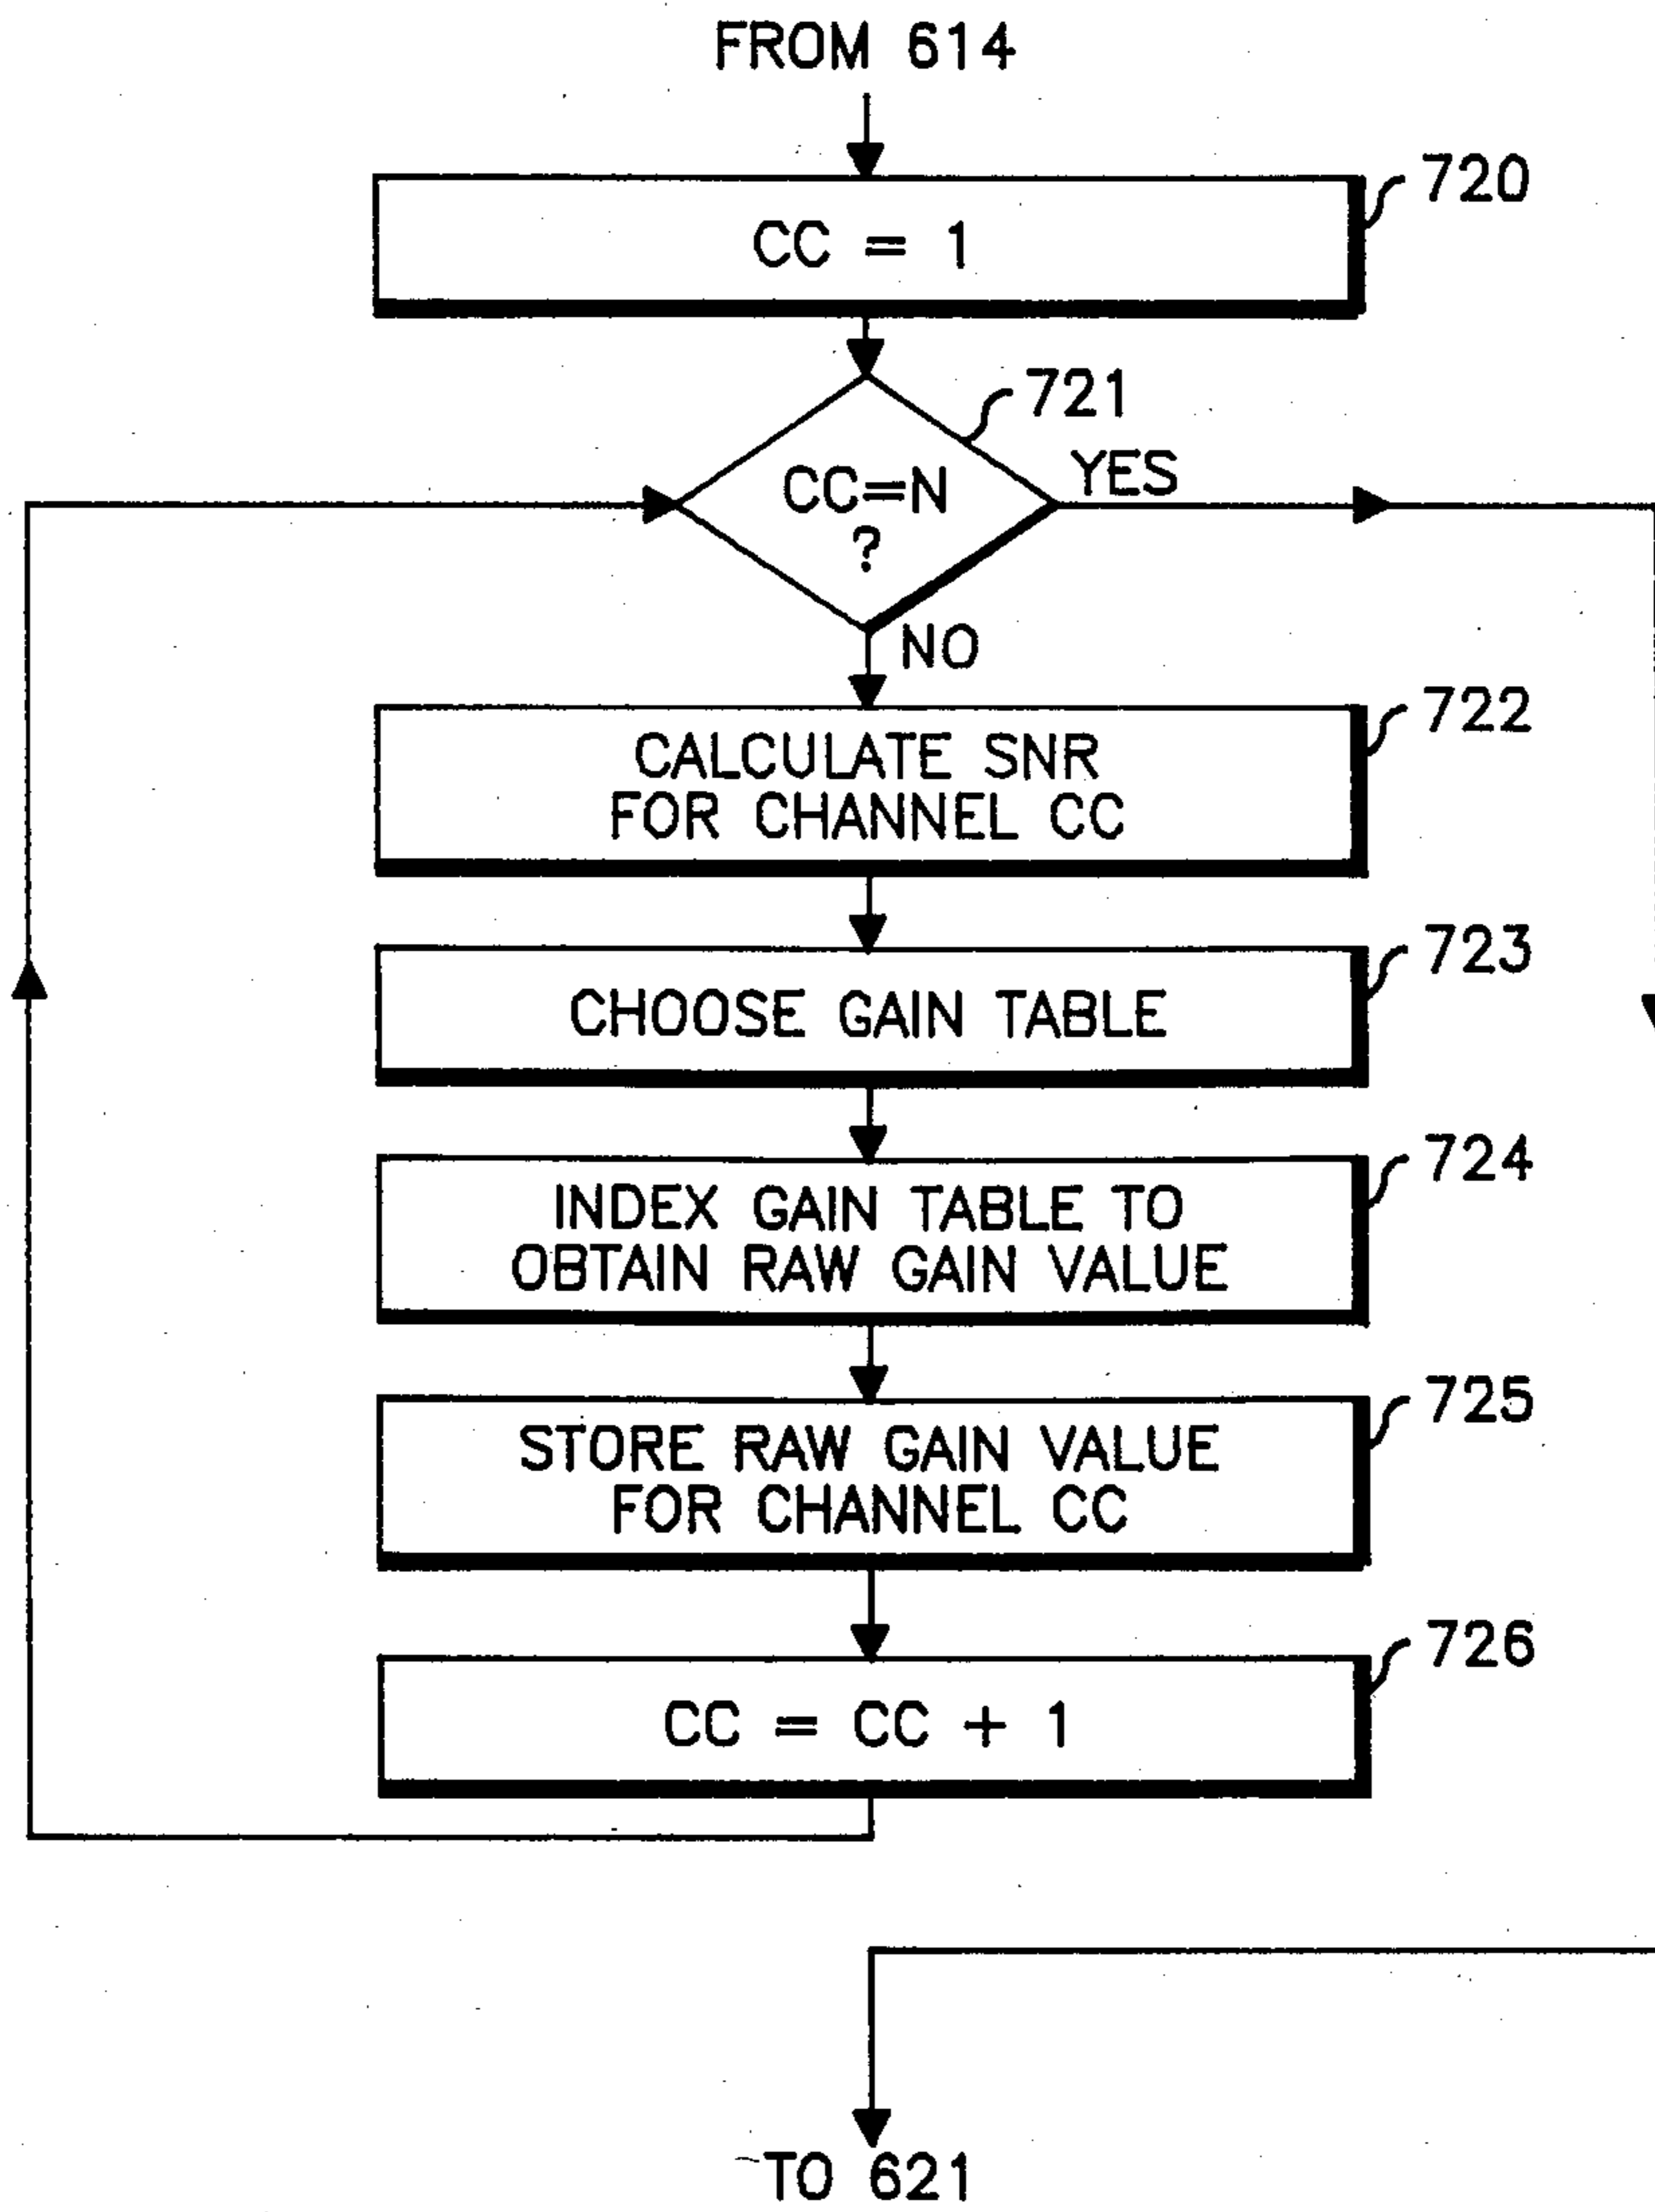 FROM 614
720
CC = 1
721
CC=N
?
YES
NO
722
CALCULATE SNR
FOR CHANNEL CC
723
CHOOSE GAIN TABLE
724
INDEX GAIN TABLE TO
OBTAIN RAW GAIN VALUE
725
STORE RAW GAIN VALUE
FOR CHANNEL CC
726
CC = CC + 1
TO 621